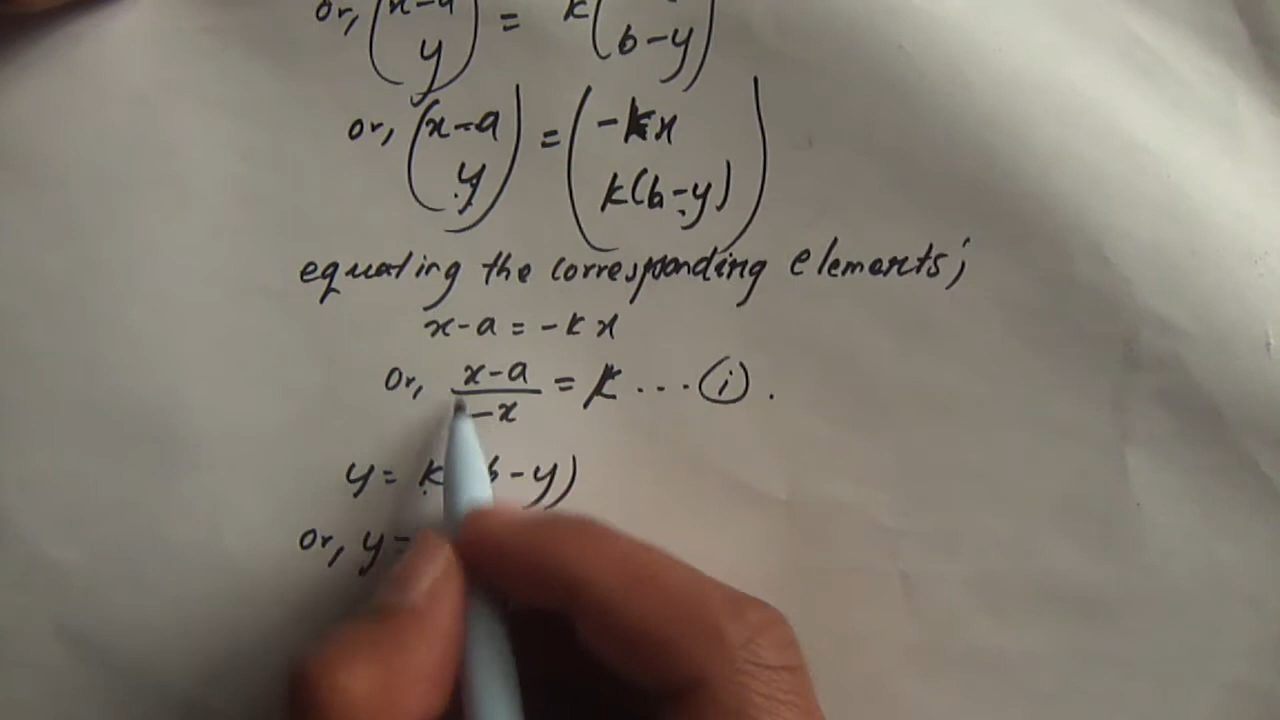 or, (x-a = k(
y) b-y)
or, (x-a = (-kx
y) k(b-y))
equating the corresponding elements;
x-a = -kx
or, x-a/-x = k ... (i).
y = k b-y)
or, y=